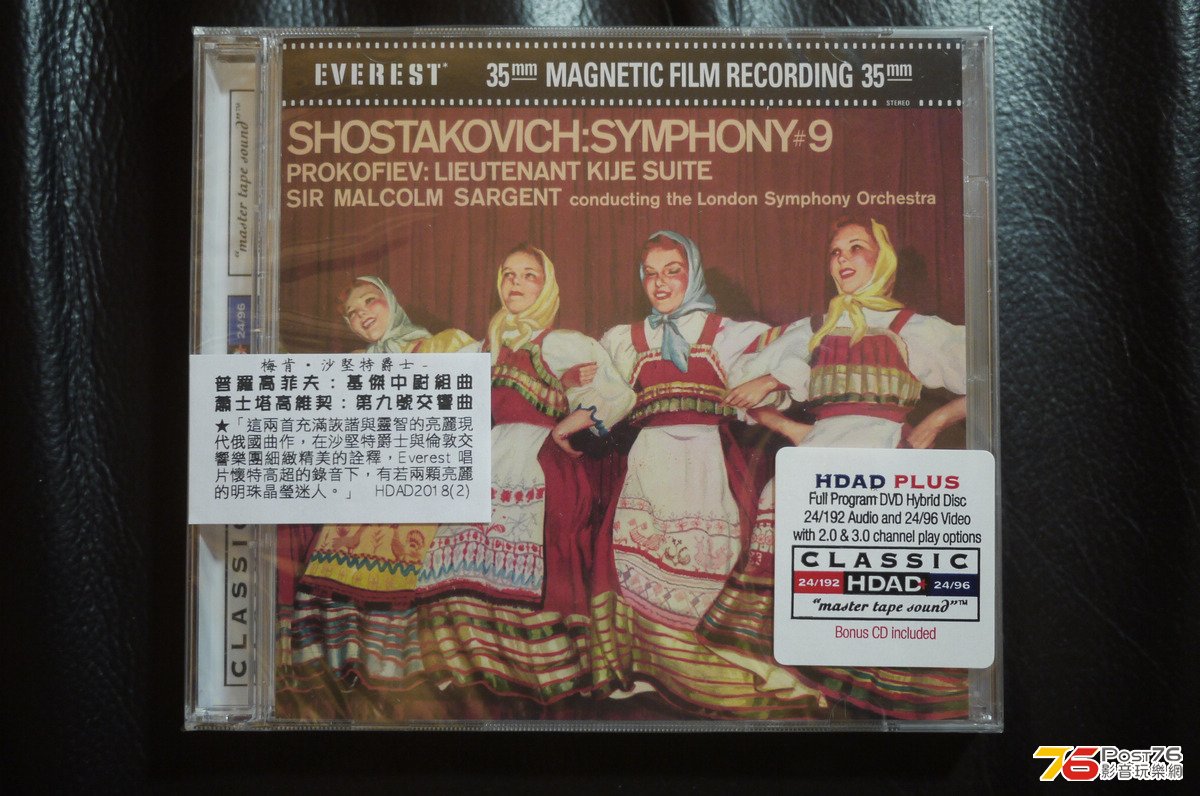 EVEREST* 35mm MAGNETIC FILM RECORDING 35mm
STEREO
SHOSTAKOVICH:SYMPHONY#9
PROKOFIEV: LIEUTENANT KIJE SUITE
SIR MALCOLM SARGENT conducting the London Symphony Orchestra
"master tape sound"™
24/96
CLASSIC
梅肯·沙堅特爵士-
普羅高菲夫:基傑中尉組曲
蕭士塔高維契:第九號交響曲
★「這兩首充滿詼諧與靈智的亮麗現
代俄國曲作,在沙堅特爵士與倫敦交
響樂團細緻精美的詮釋,Everest 唱
片懷特高超的錄音下,有若兩顆亮麗
的明珠晶瑩迷人。」 HDAD2018(2)
HDAD PLUS
Full Program DVD Hybrid Disc
24/192 Audio and 24/96 Video
with 2.0 & 3.0 channel play options
CLASSIC
24/192 HDAD 24/96
"master tape sound"™
Bonus CD included
76 Post76
影音玩樂網